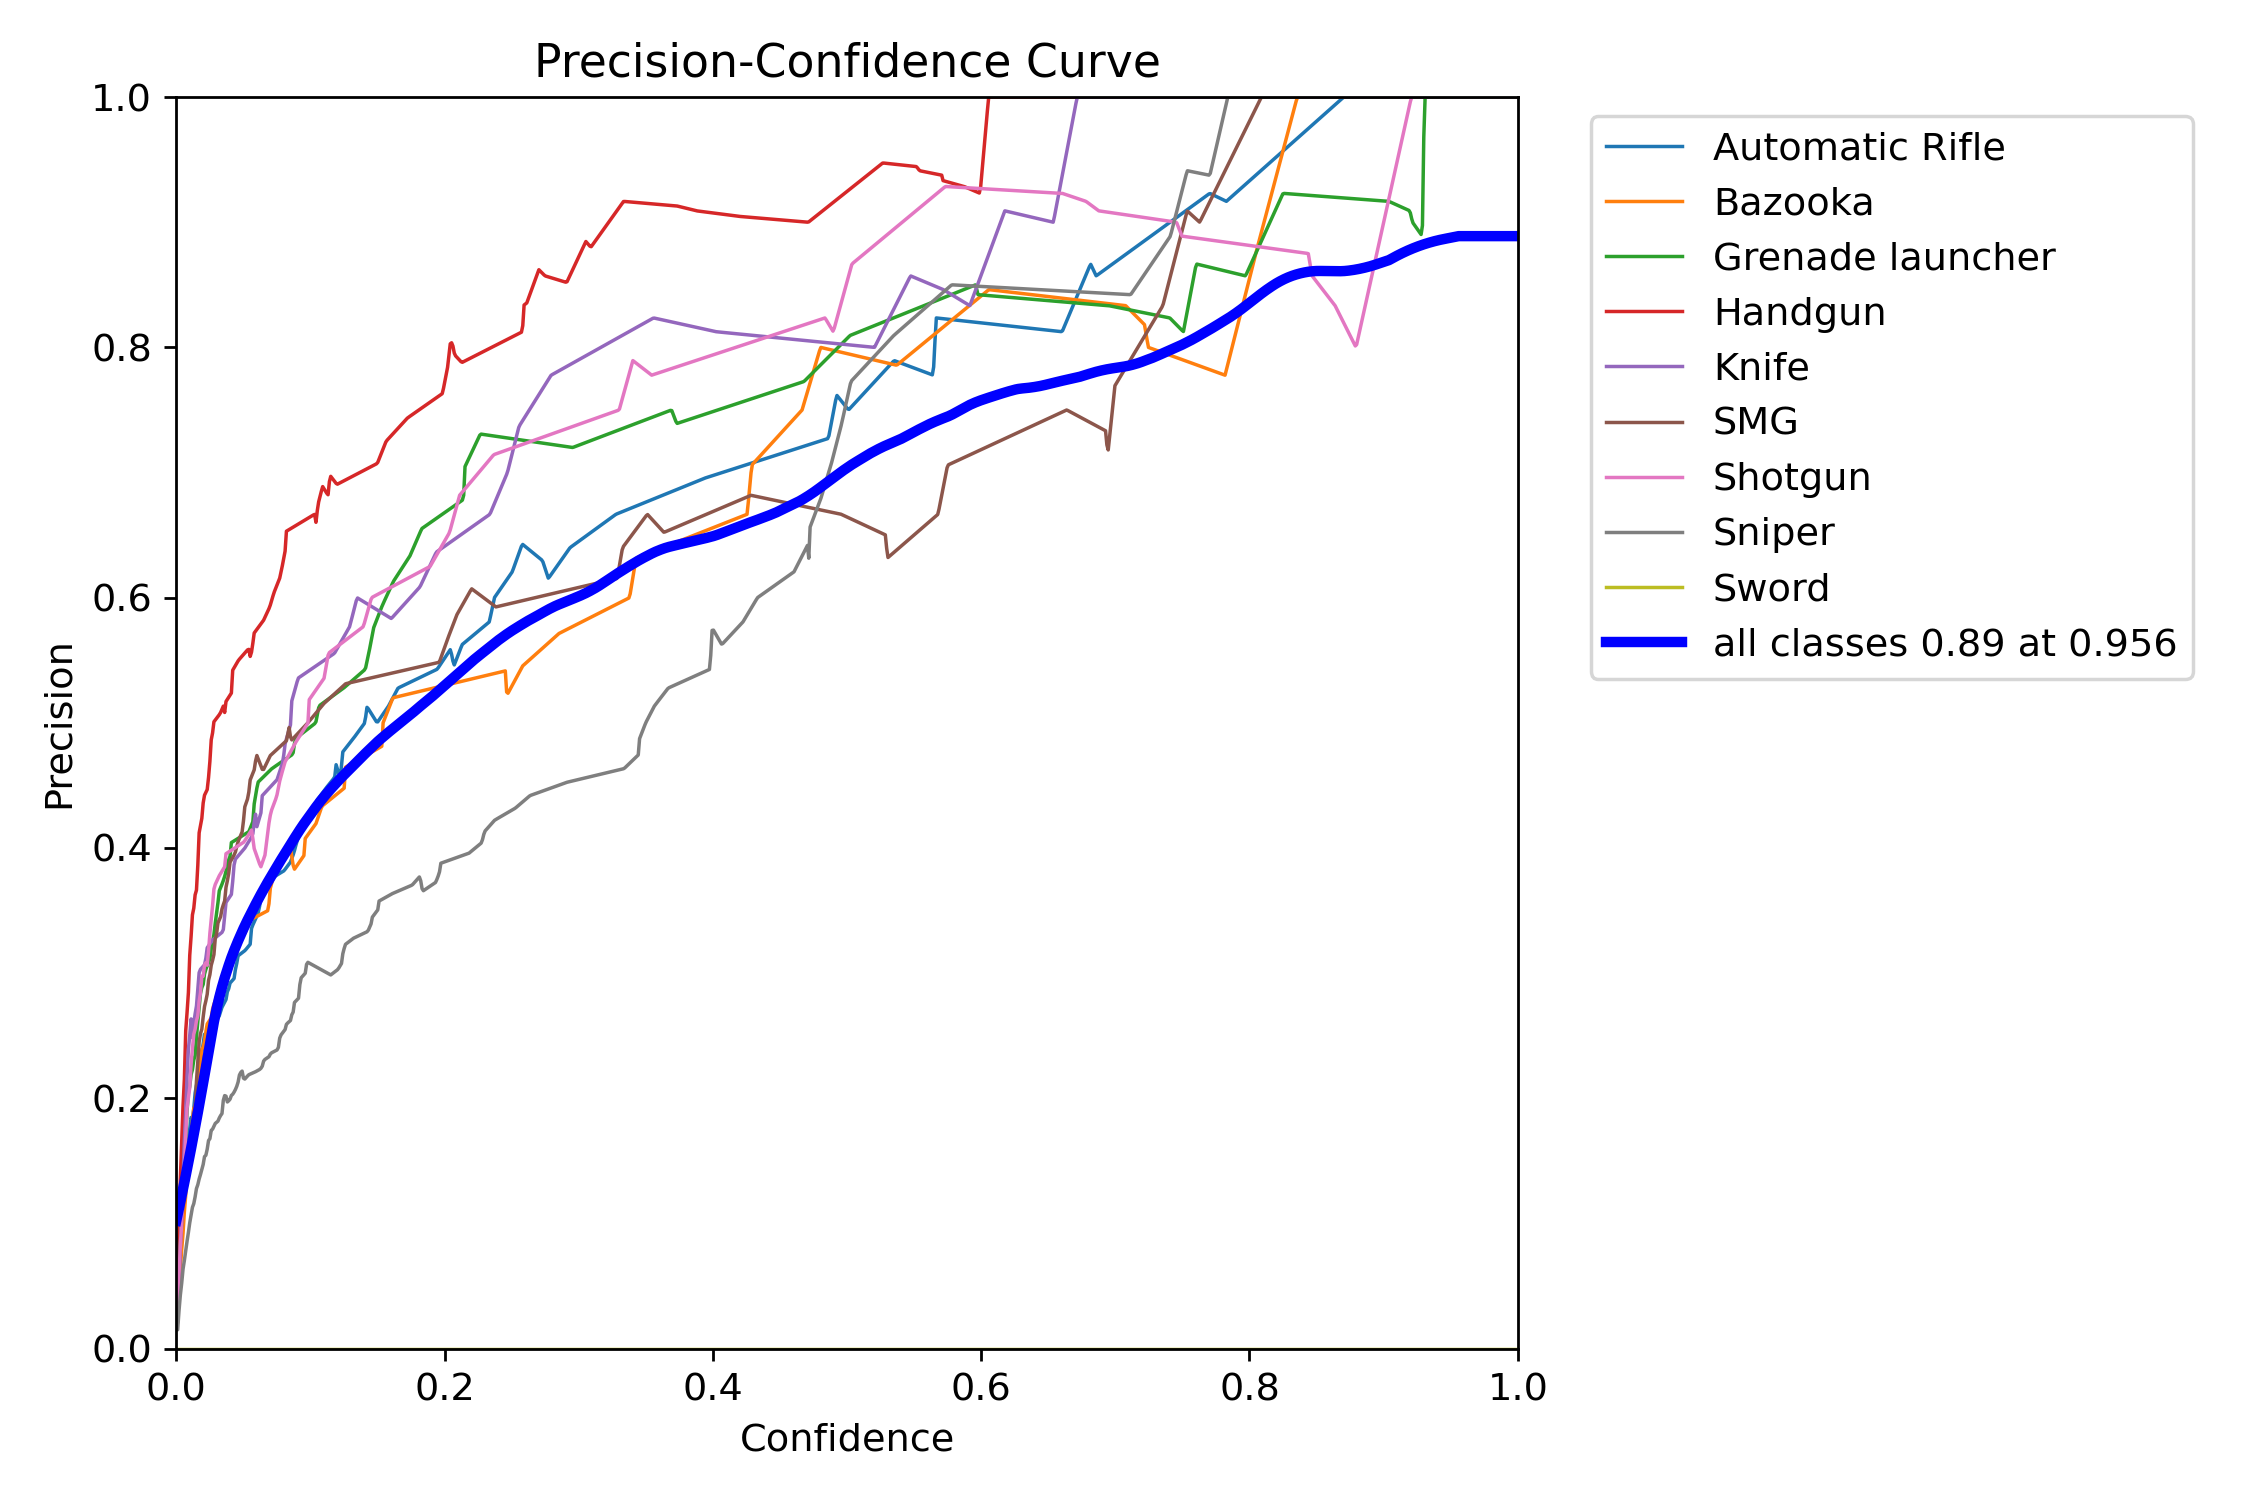 Precision-Confidence Curve
1.0
0.8
0.6
0.4
0.2
0.0
Precision
0.0 0.2 0.4 0.6 0.8 1.0
Confidence
Automatic Rifle
Bazooka
Grenade launcher
Handgun
Knife
SMG
Shotgun
Sniper
Sword
all classes 0.89 at 0.956